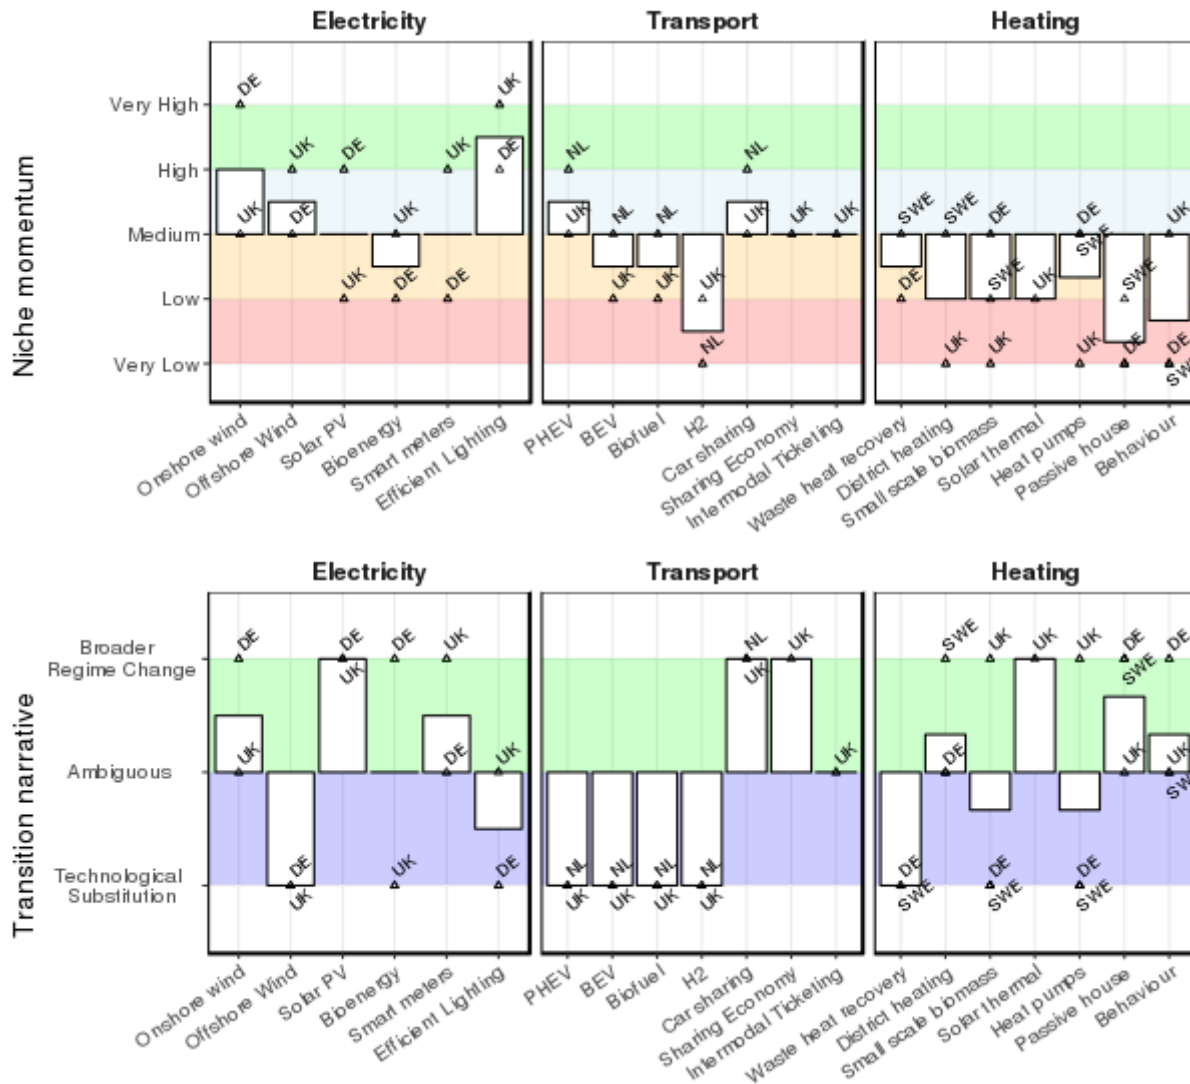 Electricity
Transport
Heating
Niche momentum
Very High
High
Medium
Low
Very Low
DE
UK
UK
DE
DE
UK
UK
DE
UK
DE
UK
DE
NL
UK
NL
UK
NL
UK
UK
NL
NL
UK
UK
UK
SWE
DE
SWE
UK
DE
SWE
UK
UK
DE
SWE
UK
SWE
DE
UK
DE
SWE
Onshore wind
Offshore Wind
Solar PV
Bioenergy
Smart meters
Efficient Lighting
PHEV
BEV
Biofuel
H2
Car sharing
Sharing Economy
Intermodal Ticketing
Waste heat recovery
District heating
Small scale biomass
Solar thermal
Heat pumps
Passive house
Behaviour
Electricity
Transport
Heating
Transition narrative
Broader
Regime Change
Ambiguous
Technological
Substitution
DE
UK
DE
UK
DE
UK
DE
UK
UK
DE
UK
DE
NL
UK
NL
UK
NL
UK
NL
UK
NL
UK
UK
UK
DE
SWE
SWE
DE
UK
DE
SWE
UK
UK
DE
SWE
DE
SWE
UK
DE
UK
SWE
Onshore wind
Offshore Wind
Solar PV
Bioenergy
Smart meters
Efficient Lighting
PHEV
BEV
Biofuel
H2
Car sharing
Sharing Economy
Intermodal Ticketing
Waste heat recovery
District heating
Small scale biomass
Solar thermal
Heat pumps
Passive house
Behaviour